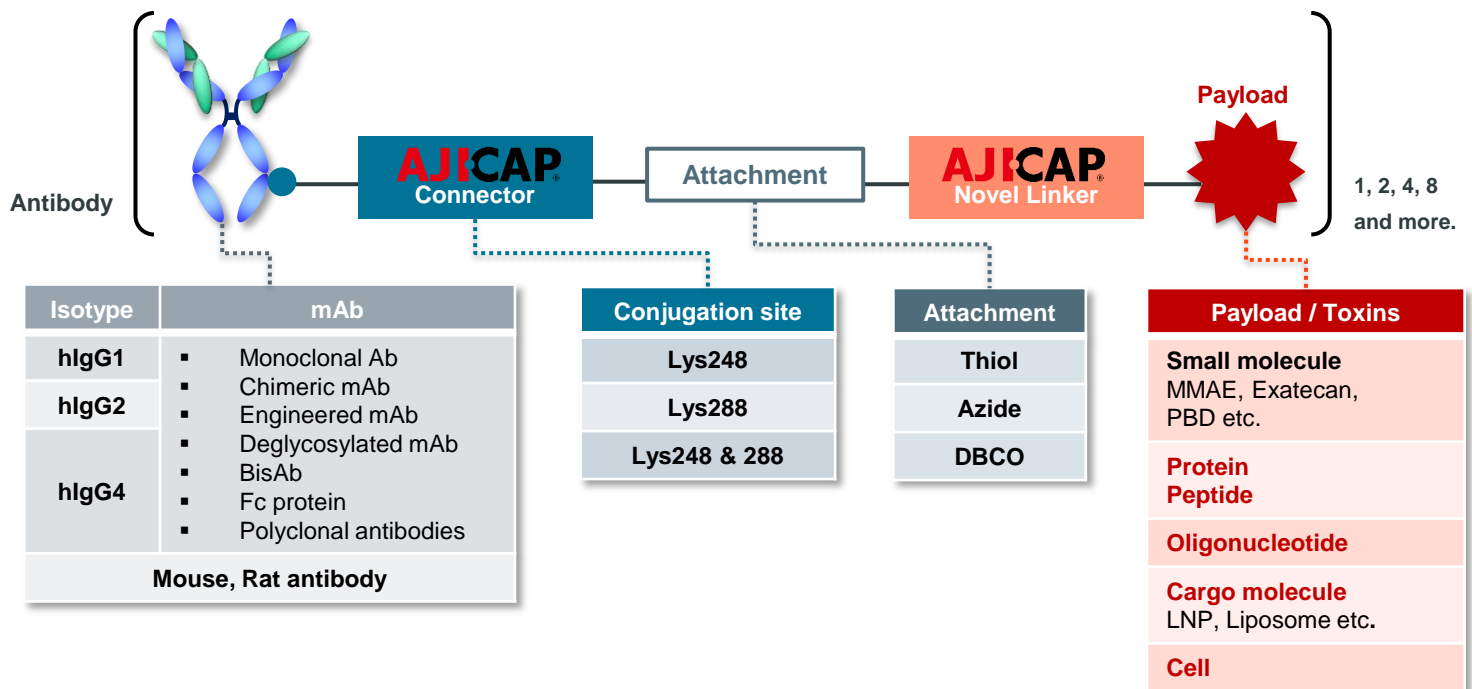 Antibody
AJICAP®
Connector
Attachment
AJICAP®
Novel Linker
Payload
1, 2, 4, 8
and more.
Isotype mAb
hIgG1
hIgG2
hIgG4
▪ Monoclonal Ab
▪ Chimeric mAb
▪ Engineered mAb
▪ Deglycosylated mAb
▪ BisAb
▪ Fc protein
▪ Polyclonal antibodies
Mouse, Rat antibody
Conjugation site
Lys248
Lys288
Lys248 & 288
Attachment
Thiol
Azide
DBCO
Payload / Toxins
Small molecule
MMAE, Exatecan,
PBD etc.
Protein
Peptide
Oligonucleotide
Cargo molecule
LNP, Liposome etc.
Cell